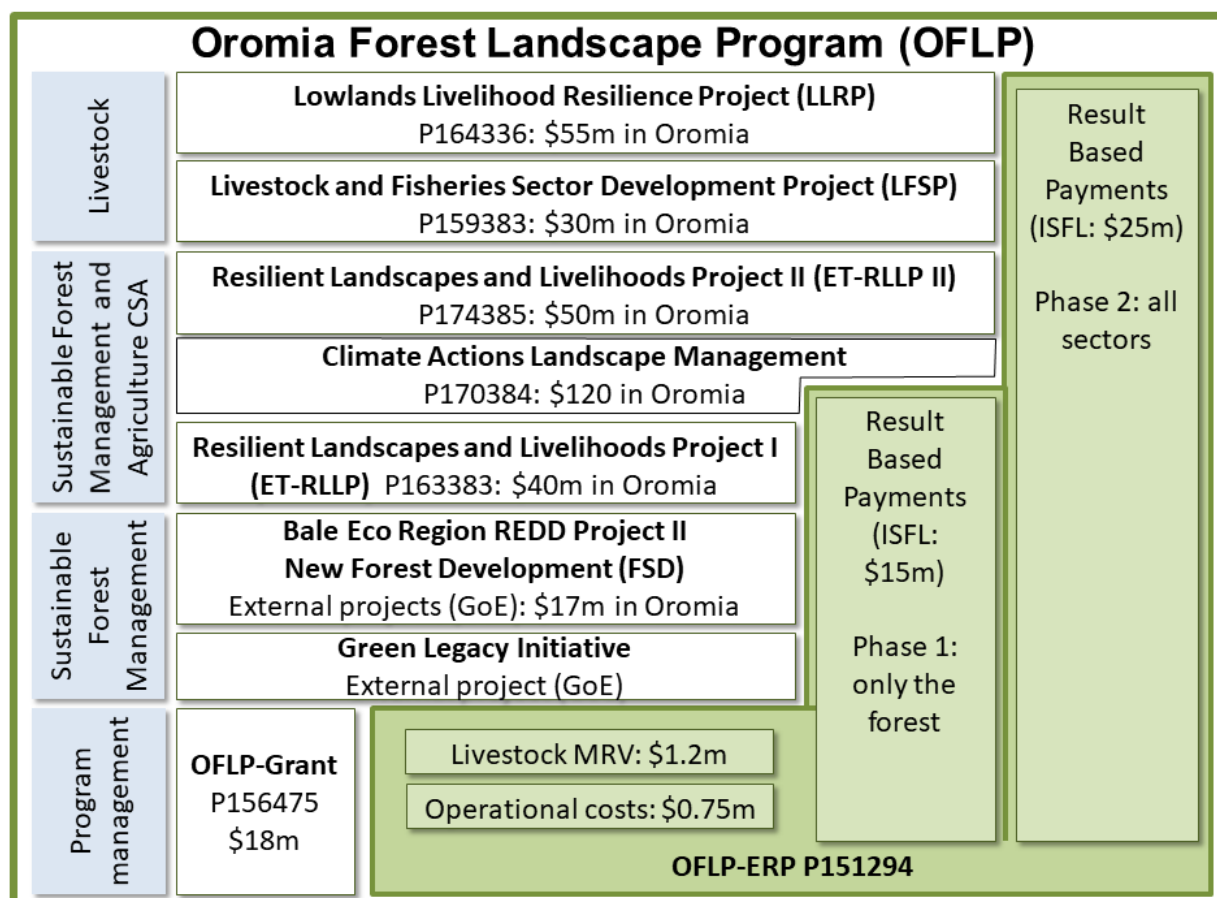 Oromia Forest Landscape Program (OFLP)
Livestock
Lowlands Livelihood Resilience Project (LLRP)
P164336: $55m in Oromia
Livestock and Fisheries Sector Development Project (LFSP)
P159383: $30m in Oromia
Sustainable Forest
Management and
Agriculture CSA
Resilient Landscapes and Livelihoods Project II (ET-RLLP II)
P174385: $50m in Oromia
Climate Actions Landscape Management
P170384: $120 in Oromia
Resilient Landscapes and Livelihoods Project I
(ET-RLLP) P163383: $40m in Oromia
Sustainable
Forest
Management
Bale Eco Region REDD Project II
New Forest Development (FSD)
External projects (GoE): $17m in Oromia
Green Legacy Initiative
External project (GoE)
Program
management
OFLP-Grant
P156475
$18m
Livestock MRV: $1.2m
Operational costs: $0.75m
OFLP-ERP P151294
Result
Based
Payments
(ISFL:
$15m)
Phase 1:
only the
forest
Result
Based
Payments
(ISFL: $25m)
Phase 2: all
sectors